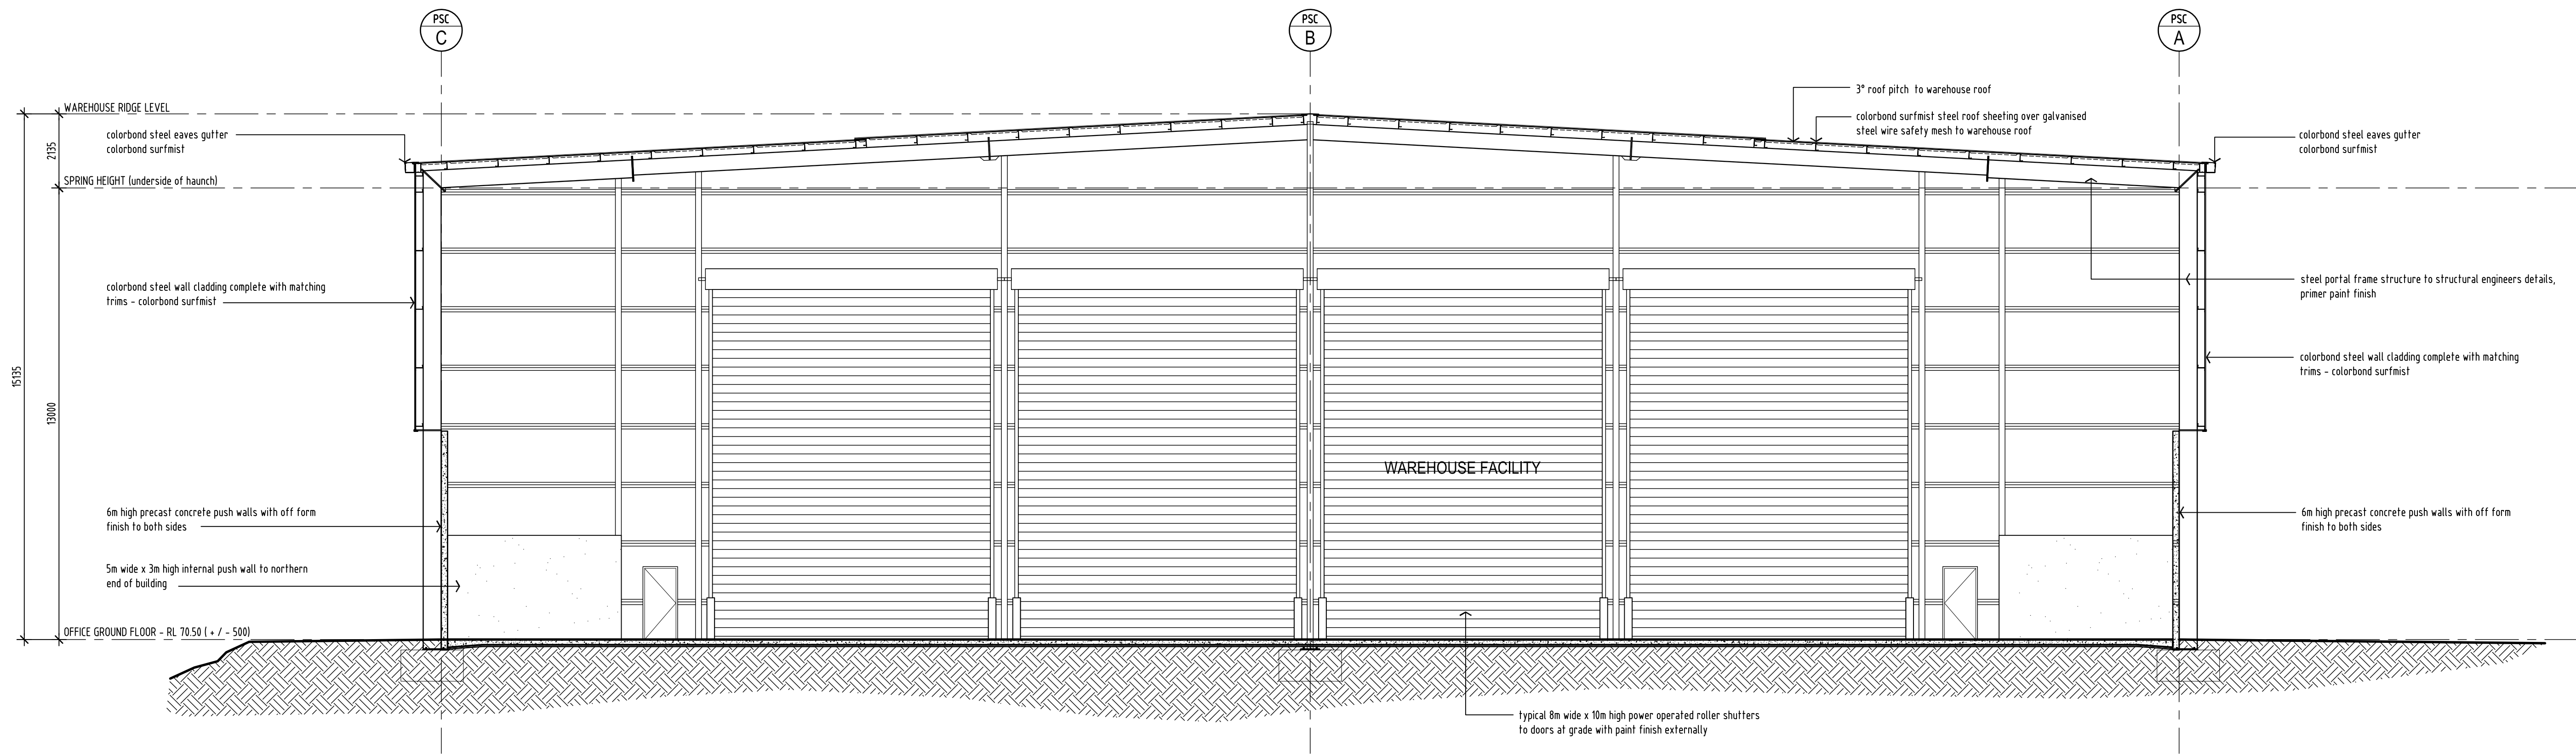 PSC
C
PSC
B
PSC
A
WAREHOUSE RIDGE LEVEL
colorbond steel eaves gutter
colorbond surfmist
SPRING HEIGHT (underside of haunch)
2135
15135
13000
3° roof pitch to warehouse roof
colorbond surfmist steel roof sheeting over galvanised
steel wire safety mesh to warehouse roof
colorbond steel eaves gutter
colorbond surfmist
colorbond steel wall cladding complete with matching
trims - colorbond surfmist
steel portal frame structure to structural engineers details,
primer paint finish
colorbond steel wall cladding complete with matching
trims - colorbond surfmist
WAREHOUSE FACILITY
6m high precast concrete push walls with off form
finish to both sides
6m high precast concrete push walls with off form
finish to both sides
5m wide x 3m high internal push wall to northern
end of building
OFFICE GROUND FLOOR - RL 70.50 ( + / - 500)
typical 8m wide x 10m high power operated roller shutters
to doors at grade with paint finish externally